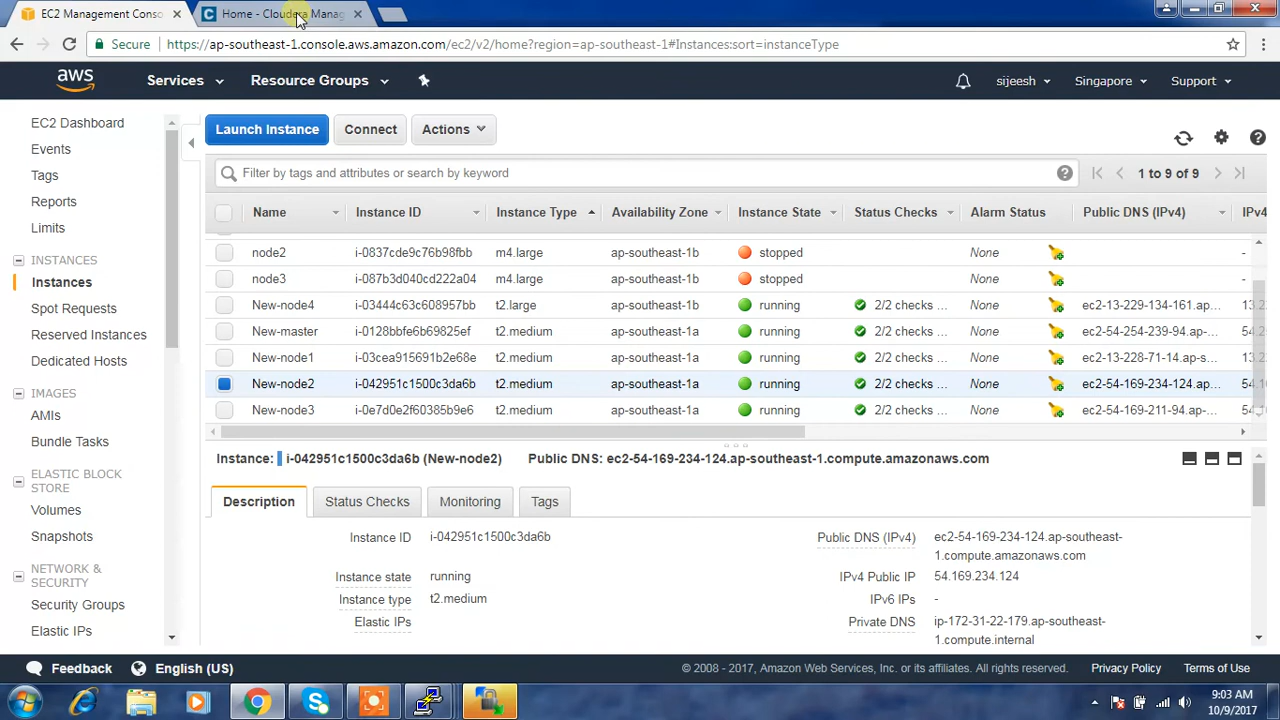 EC2 Management Conso
C Home - Cloudera Manag
Secure https://ap-southeast-1.console.aws.amazon.com/ec2/v2/home?region=ap-southeast-1#Instances:sort=instanceType
aws Services Resource Groups sijeesh Singapore Support
EC2 Dashboard
Events
Tags
Reports
Limits
INSTANCES
Instances
Spot Requests
Reserved Instances
Dedicated Hosts
IMAGES
AMIs
Bundle Tasks
ELASTIC BLOCK
STORE
Volumes
Snapshots
NETWORK &
SECURITY
Security Groups
Elastic IPs
Launch Instance Connect Actions
Filter by tags and attributes or search by keyword 1 to 9 of 9
Name Instance ID Instance Type Availability Zone Instance State Status Checks Alarm Status Public DNS (IPv4) IPv4
node2 i-0837cde9c76b98fbb m4.large ap-southeast-1b stopped None -
node3 i-087b3d040cd222a04 m4.large ap-southeast-1b stopped None -
New-node4 i-03444c63c608957bb t2.large ap-southeast-1b running 2/2 checks ... None ec2-13-229-134-161.ap... 13.2
New-master i-0128bbfe6b69825ef t2.medium ap-southeast-1a running 2/2 checks ... None ec2-54-254-239-94.ap-... 54.2
New-node1 i-03cea915691b2e68e t2.medium ap-southeast-1a running 2/2 checks ... None ec2-13-228-71-14.ap-s... 13.2
New-node2 i-042951c1500c3da6b t2.medium ap-southeast-1a running 2/2 checks ... None ec2-54-169-234-124.ap... 54.1
New-node3 i-0e7d0e2f60385b9e6 t2.medium ap-southeast-1a running 2/2 checks ... None ec2-54-169-211-94.ap-... 54.1
Instance: i-042951c1500c3da6b (New-node2) Public DNS: ec2-54-169-234-124.ap-southeast-1.compute.amazonaws.com
Description Status Checks Monitoring Tags
Instance ID i-042951c1500c3da6b
Instance state running
Instance type t2.medium
Elastic IPs
Public DNS (IPv4) ec2-54-169-234-124.ap-southeast-
1.compute.amazonaws.com
IPv4 Public IP 54.169.234.124
IPv6 IPs -
Private DNS ip-172-31-22-179.ap-southeast-
1.compute.internal
Feedback English (US) © 2008 - 2017, Amazon Web Services, Inc. or its affiliates. All rights reserved. Privacy Policy Terms of Use
9:03 AM
10/9/2017